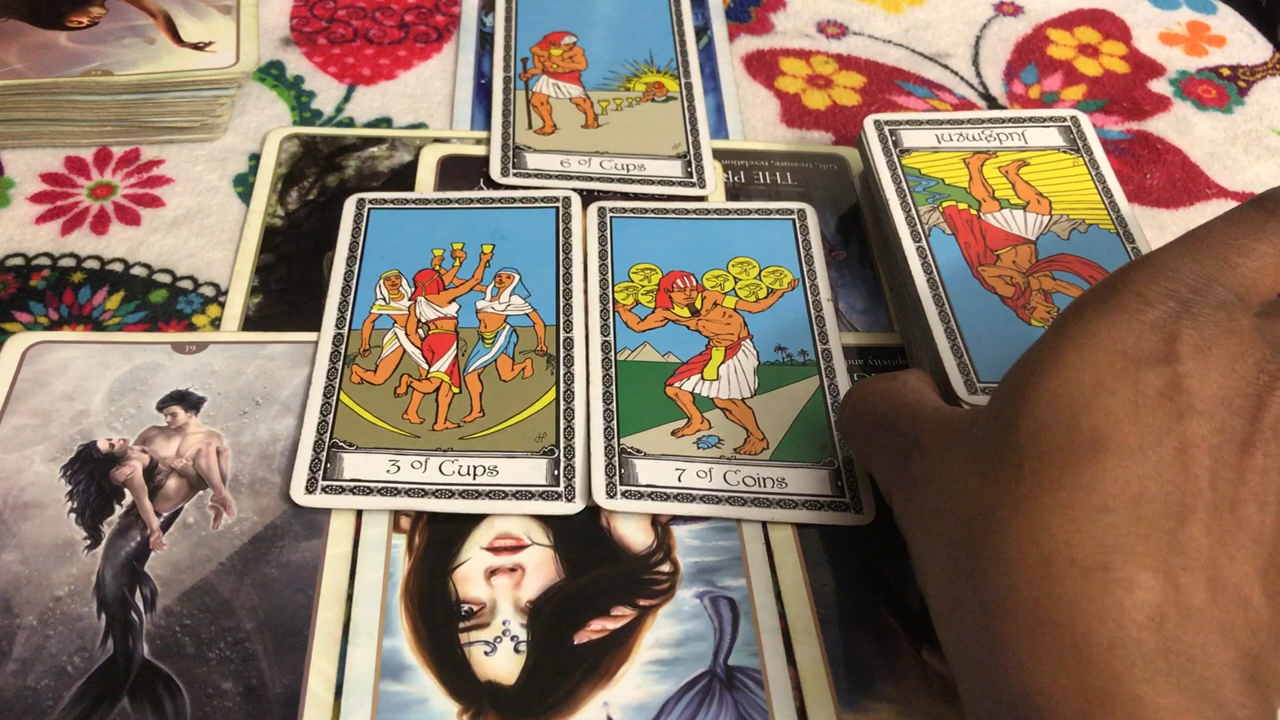 6 of Cups
Judgment
Gift, treasure, revelation
THE PR
3 of Cups
7 of Coins
39